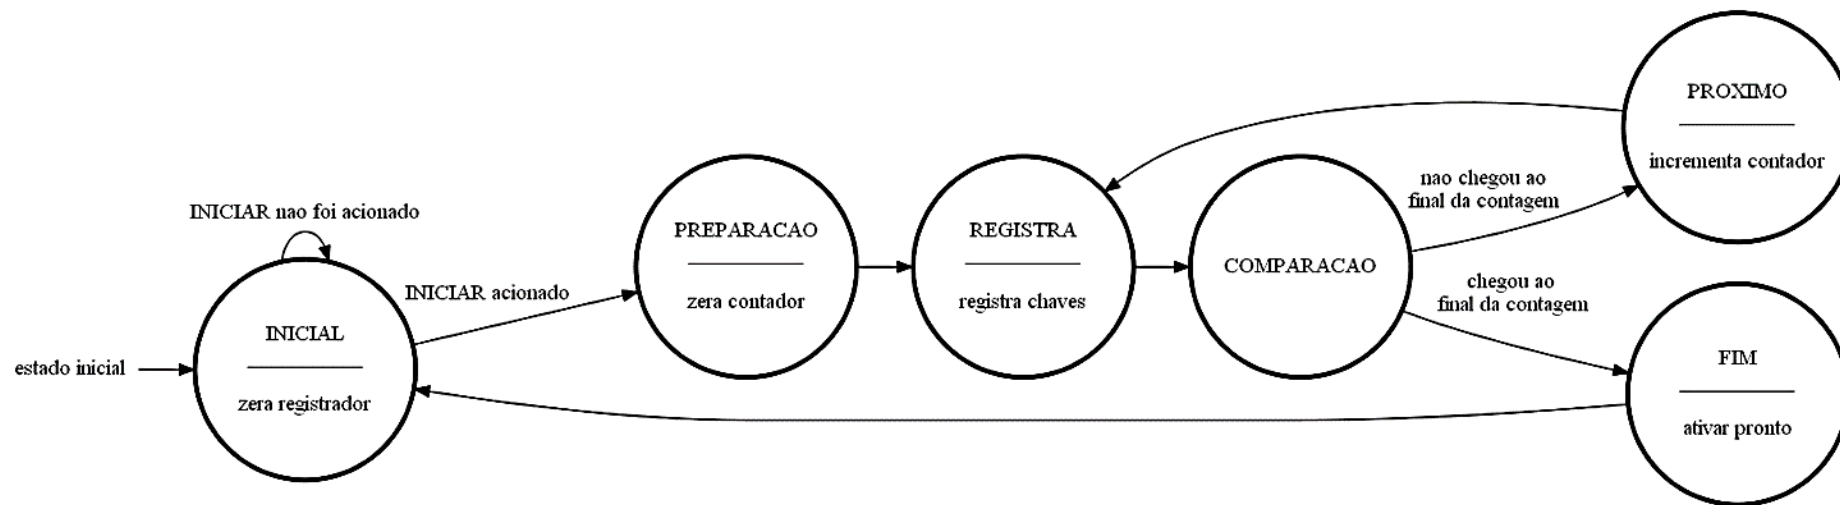 estado inicial
INICIAR nao foi acionado
INICIAL
zera registrador
INICIAR acionado
PREPARACAO
zera contador
REGISTRA
registra chaves
COMPARACAO
nao chegou ao
final da contagem
chegou ao
final da contagem
PROXIMO
incrementa contador
FIM
ativar pronto